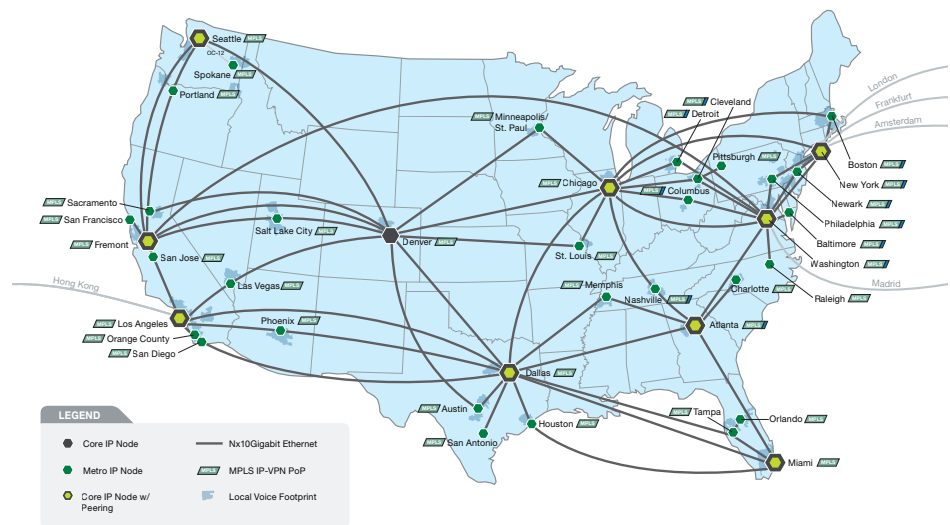 Seattle MPLS
OC-12
Spokane MPLS
Portland MPLS
London
Frankfurt
Amsterdam
MPLS Cleveland
MPLS Detroit
MPLS Minneapolis/
St. Paul
Pittsburgh MPLS
Boston MPLS
MPLS Chicago
New York MPLS
MPLS Columbus
Newark MPLS
MPLS Sacramento
MPLS San Francisco
Philadelphia MPLS
Salt Lake City MPLS
MPLS Fremont
Denver MPLS
Baltimore MPLS
St. Louis MPLS
San Jose MPLS
Washington MPLS
Hong Kong
Las Vegas MPLS
MPLS Memphis
Madrid
Charlotte MPLS
Nashville MPLS
Raleigh MPLS
Phoenix MPLS
MPLS Los Angeles
Atlanta MPLS
MPLS Orange County
MPLS San Diego
Dallas MPLS
MPLS Austin
MPLS Tampa
Orlando MPLS
Houston MPLS
MPLS San Antonio
Miami MPLS
LEGEND
Core IP Node
Nx10Gigabit Ethernet
Metro IP Node
MPLS MPLS IP-VPN PoP
Core IP Node w/
Peering
Local Voice Footprint